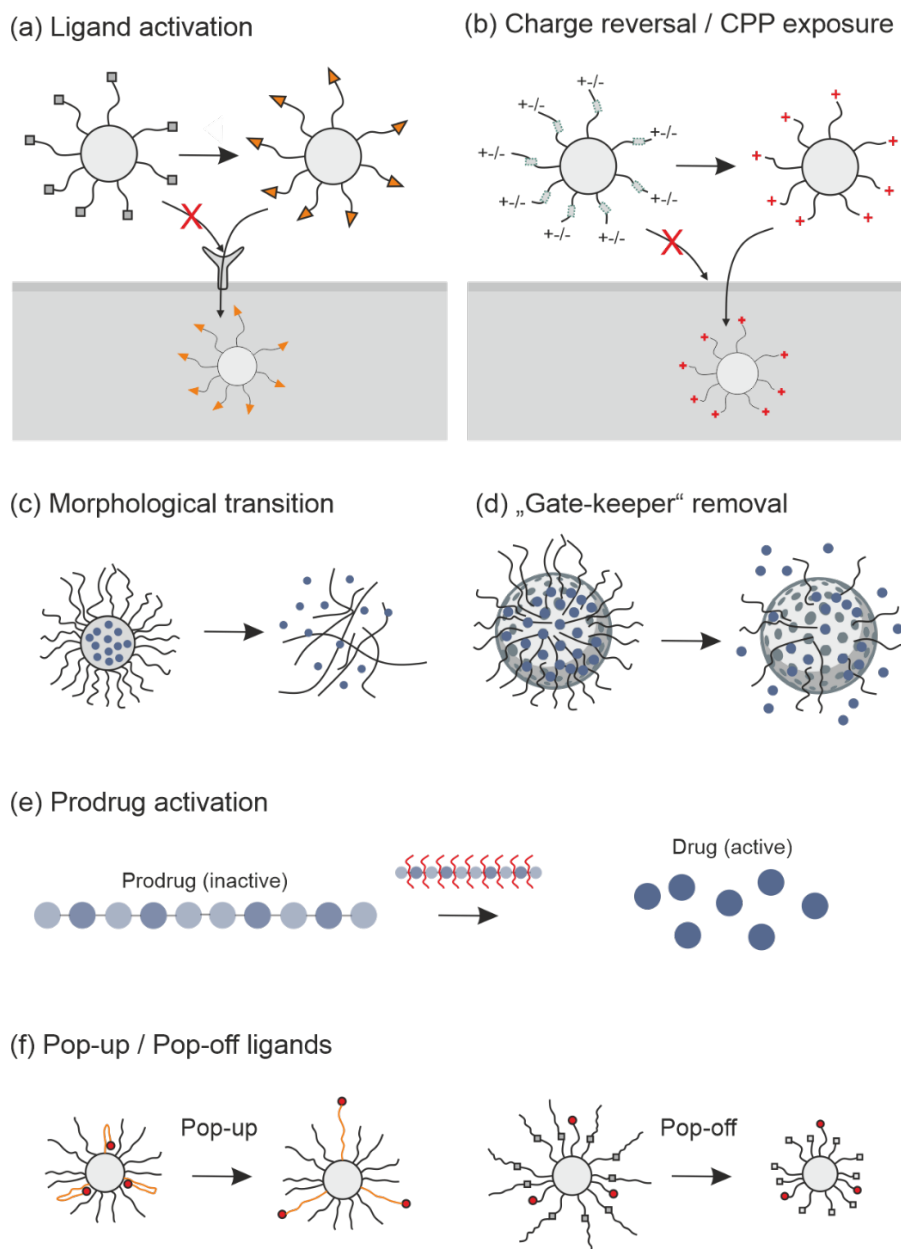 (a) Ligand activation
(b) Charge reversal / CPP exposure
+-/-
+-/-
+-/-
+-/-
+-/-
+-/-
+-/-
+-/-
+
+
+
+
+
+
+
+
X
X
+
+
+
+
+
+
+
+
(c) Morphological transition
(d) „Gate-keeper“ removal
(e) Prodrug activation
Prodrug (inactive)
Drug (active)
(f) Pop-up / Pop-off ligands
Pop-up
Pop-off